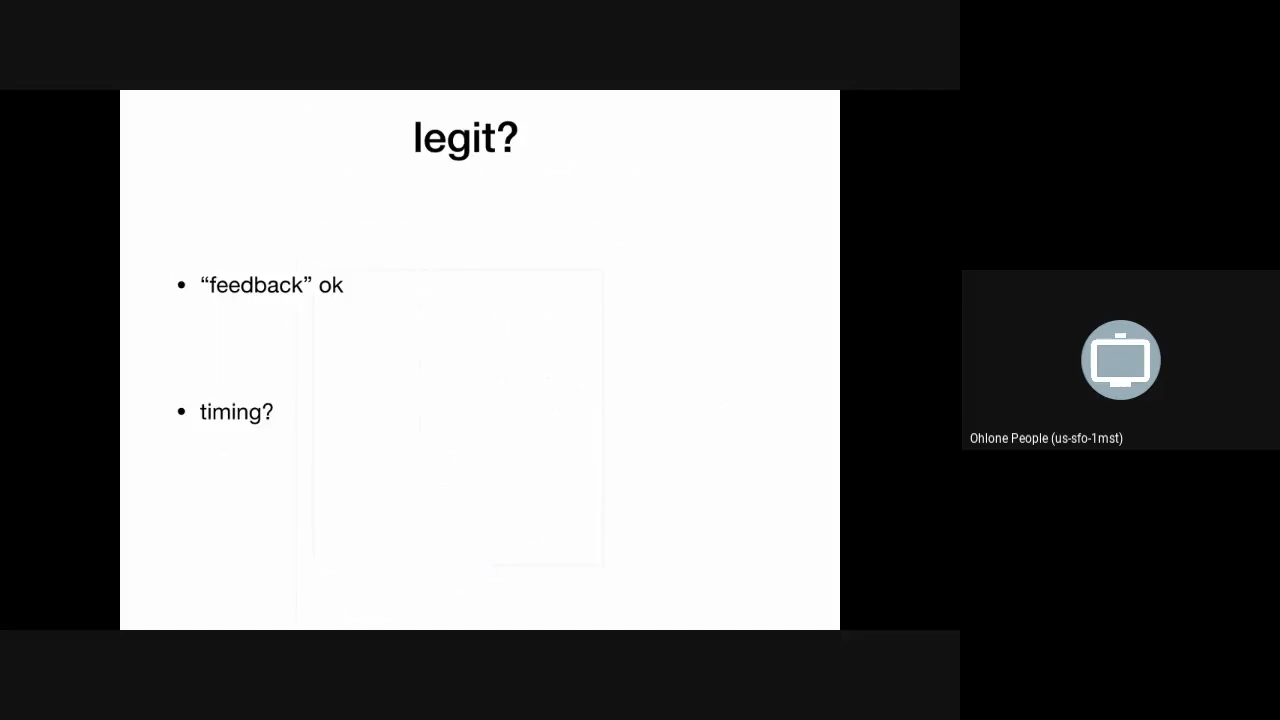 legit?
• “feedback” ok
• timing?
Ohlone People (us-sfo-1mst)